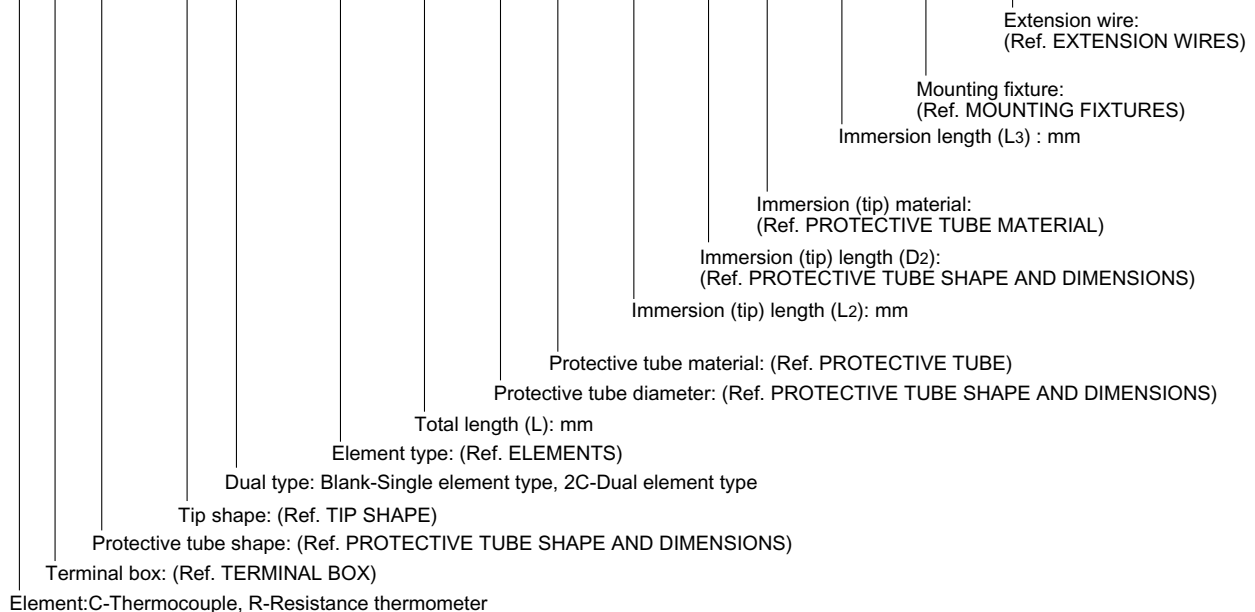 Extension wire:
(Ref. EXTENSION WIRES)
Mounting fixture:
(Ref. MOUNTING FIXTURES)
Immersion length (L3) : mm
Immersion (tip) material:
(Ref. PROTECTIVE TUBE MATERIAL)
Immersion (tip) length (D2):
(Ref. PROTECTIVE TUBE SHAPE AND DIMENSIONS)
Immersion (tip) length (L2): mm
Protective tube material: (Ref. PROTECTIVE TUBE)
Protective tube diameter: (Ref. PROTECTIVE TUBE SHAPE AND DIMENSIONS)
Total length (L): mm
Element type: (Ref. ELEMENTS)
Dual type: Blank-Single element type, 2C-Dual element type
Tip shape: (Ref. TIP SHAPE)
Protective tube shape: (Ref. PROTECTIVE TUBE SHAPE AND DIMENSIONS)
Terminal box: (Ref. TERMINAL BOX)
Element:C-Thermocouple, R-Resistance thermometer